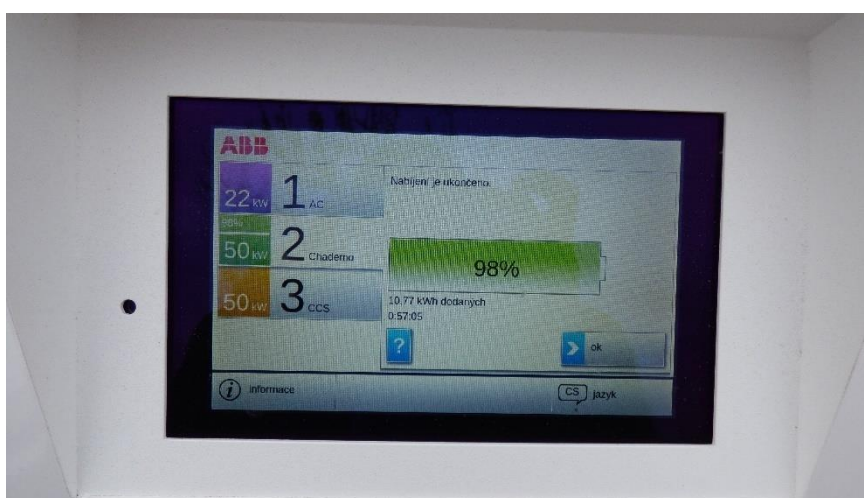 ABB
22 kW 1 AC
98%
50 kW 2 Chademo
50 kW 3 CCS
Nabíjení je ukončeno.
98%
10.77 kWh dodaných
0:57:05
?
ok
i informace
CS jazyk